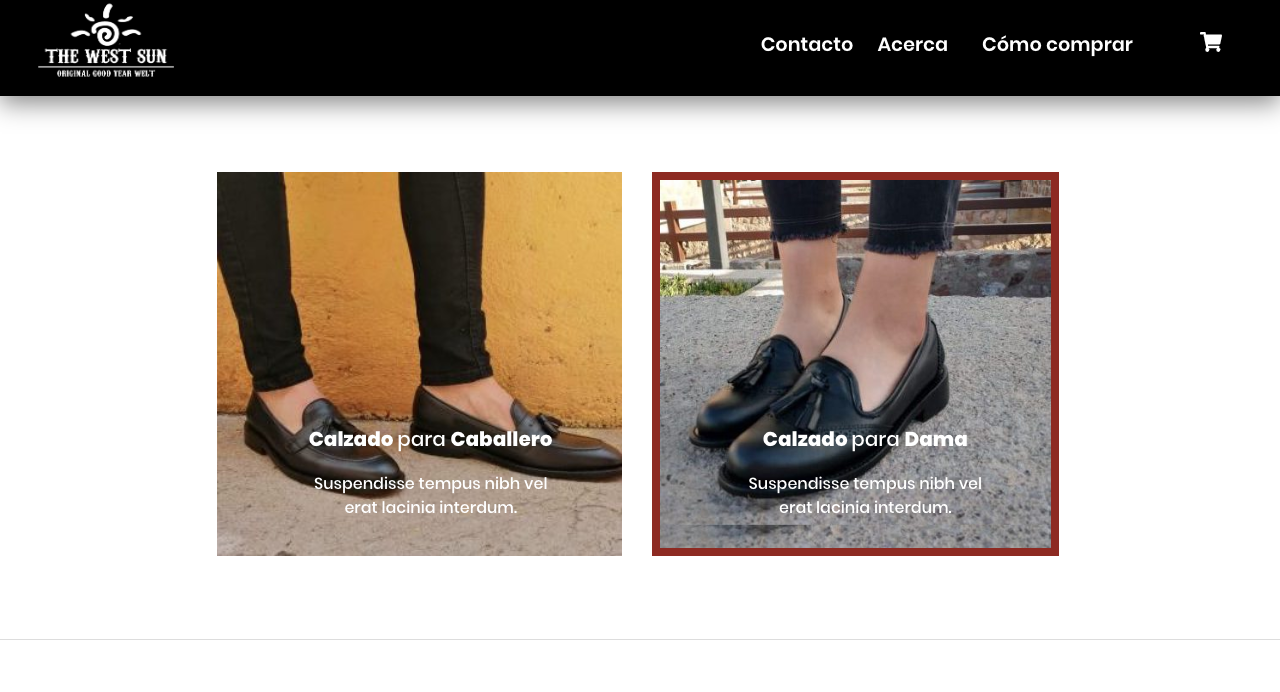 THE WEST SUN
ORIGINAL GOOD YEAR WELT
Contacto Acerca Cómo comprar
Calzado para Caballero
Suspendisse tempus nibh vel
erat lacinia interdum.
Calzado para Dama
Suspendisse tempus nibh vel
erat lacinia interdum.